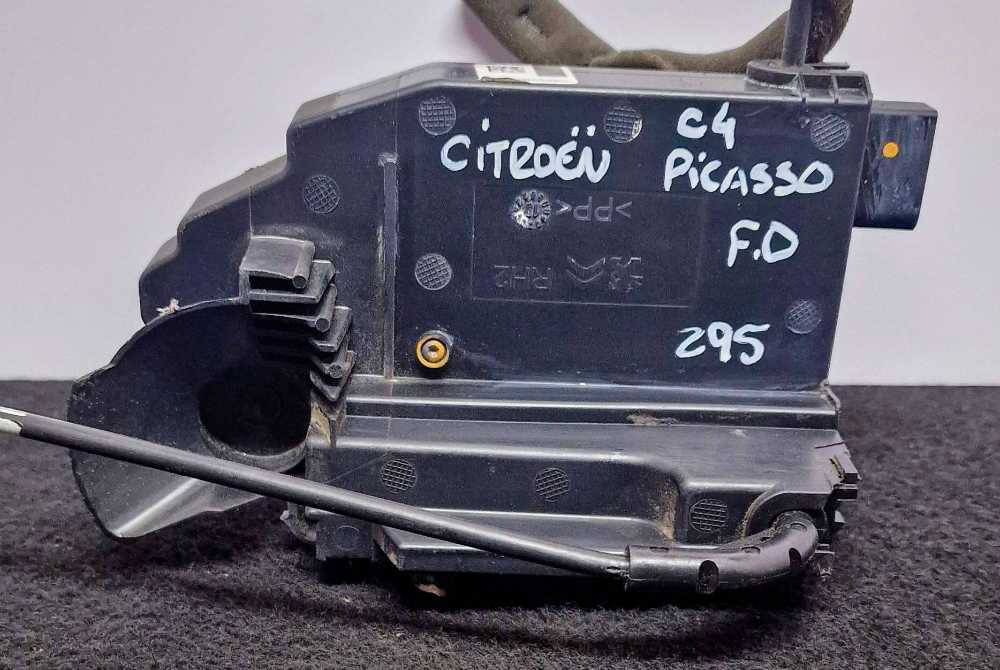 CiTROËN
C4
PiCASSO
F.D
295
>PP<
RH2